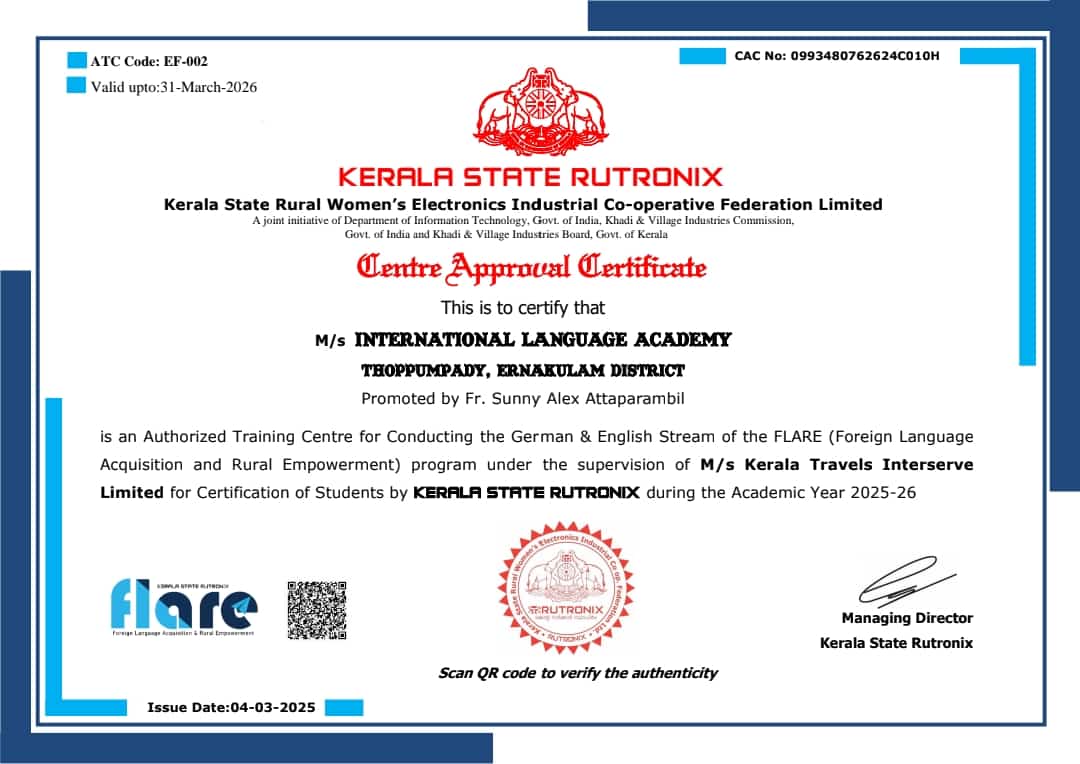 ATC Code: EF-002
Valid upto:31-March-2026
CAC No: 0993480762624C010H
KERALA STATE RUTRONIX
Kerala State Rural Women's Electronics Industrial Co-operative Federation Limited
A joint initiative of Department of Information Technology, Govt. of India, Khadi & Village Industries Commission,
Govt. of India and Khadi & Village Industries Board, Govt. of Kerala
Centre Approval Certificate
This is to certify that
M/s INTERNATIONAL LANGUAGE ACADEMY
THOPPUMPADY, ERNAKULAM DISTRICT
Promoted by Fr. Sunny Alex Attaparambil
is an Authorized Training Centre for Conducting the German & English Stream of the FLARE (Foreign Language
Acquisition and Rural Empowerment) program under the supervision of M/s Kerala Travels Interserve
Limited for Certification of Students by KERALA STATE RUTRONIX during the Academic Year 2025-26
KERALA STATE RUTRONIX
flare
Foreign Language Acquisition & Rural Empowerment
Kerala State Rural Women's Electronics Industrial Co op. Federation Ltd.
RUTRONIX
RUTRONIX
Managing Director
Kerala State Rutronix
Scan QR code to verify the authenticity
Issue Date:04-03-2025